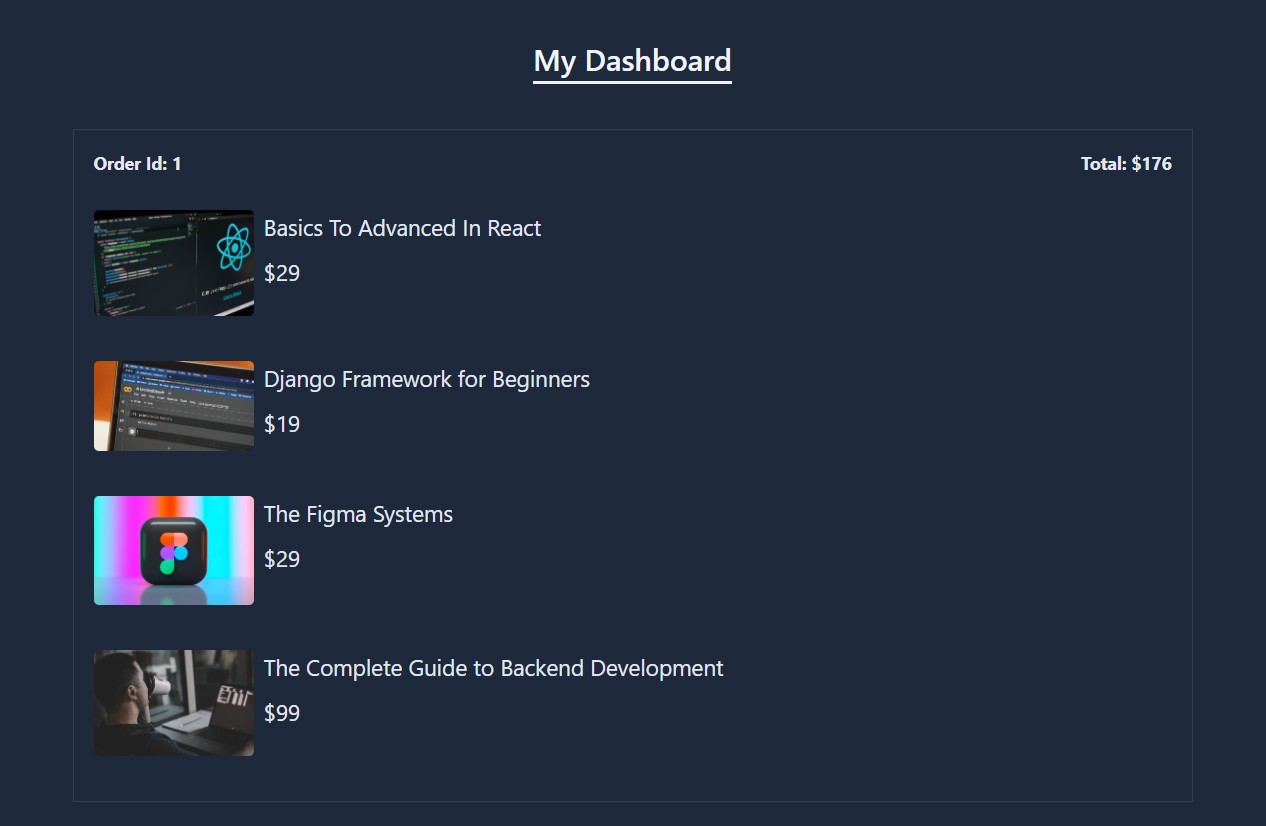 My Dashboard
Order Id: 1
Total: $176
Basics To Advanced In React
$29
Django Framework for Beginners
$19
The Figma Systems
$29
The Complete Guide to Backend Development
$99